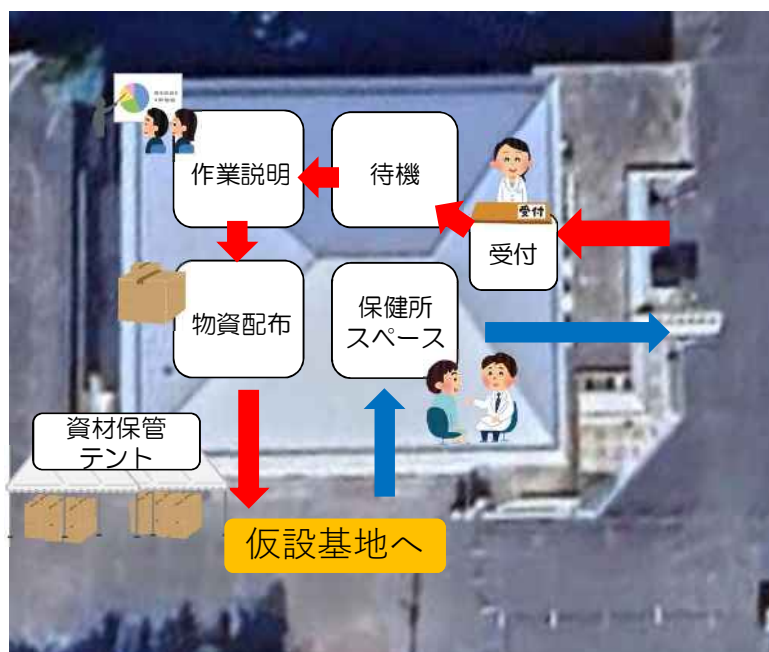 作業説明
待機
受付
受付
物資配布
保健所
スペース
資材保管
テント
仮設基地へ